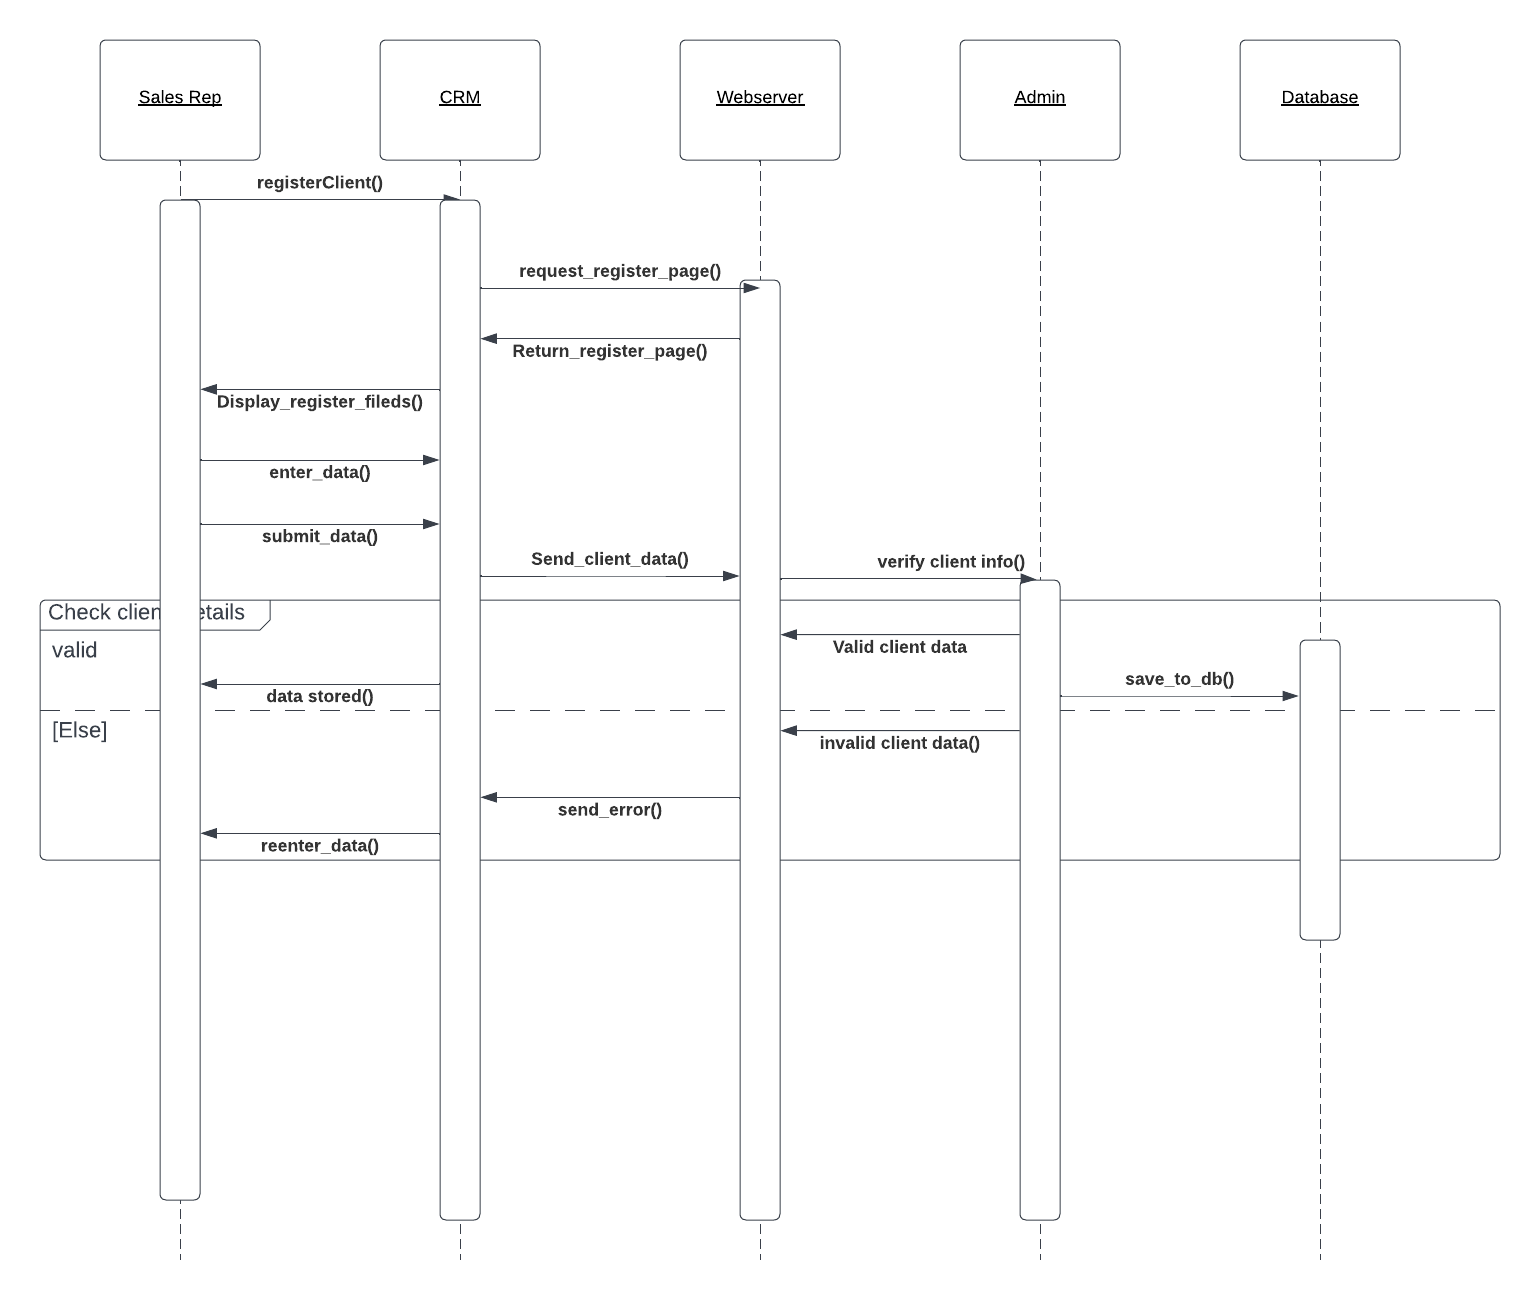 Sales Rep
CRM
Webserver
Admin
Database
registerClient()
request_register_page()
Return_register_page()
Display_register_fileds()
enter_data()
submit_data()
Send_client_data()
verify client info()
Check clien etails
valid
Valid client data
save_to_db()
data stored()
[Else]
invalid client data()
send_error()
reenter_data()